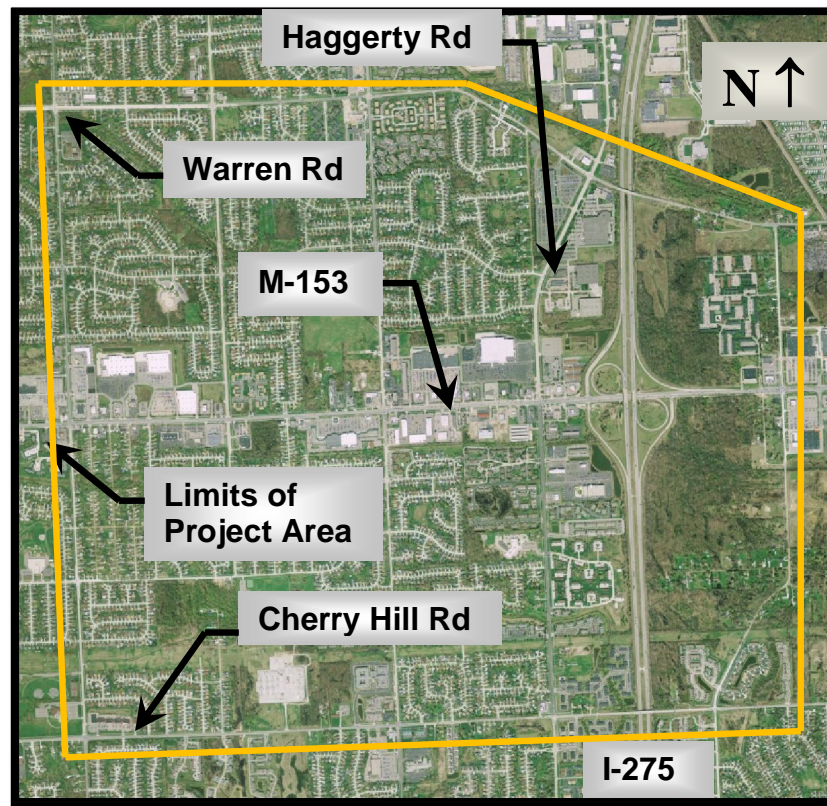 Haggerty Rd
N ↑
Warren Rd
M-153
Limits of
Project Area
Cherry Hill Rd
I-275